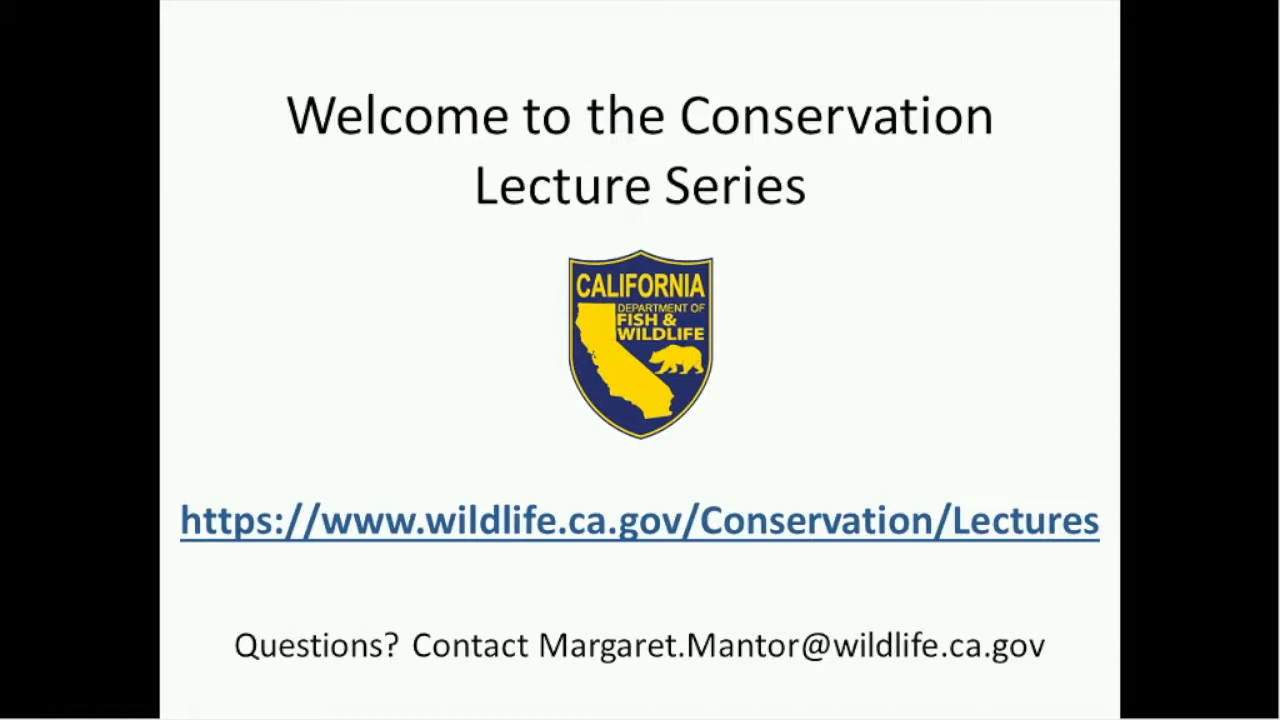 Welcome to the Conservation
Lecture Series
CALIFORNIA
DEPARTMENT OF
FISH &
WILDLIFE
https://www.wildlife.ca.gov/Conservation/Lectures
Questions? Contact Margaret.Mantor@wildlife.ca.gov